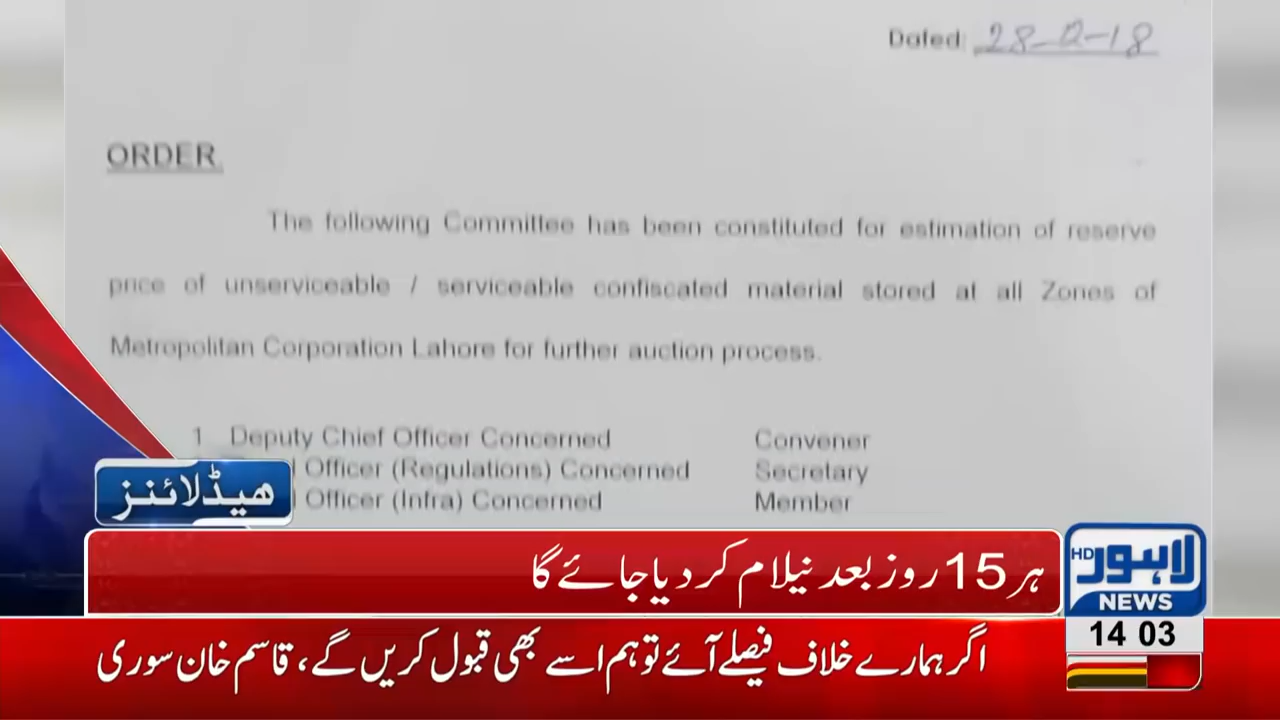 Dated: 28-12-18
ORDER.
The following Committee has been constituted for estimation of reserve
price of unserviceable / serviceable confiscated material stored at all Zones of
Metropolitan Corporation Lahore for further auction process.
1 Deputy Chief Officer Concerned Convener
Officer (Regulations) Concerned Secretary
Officer (Infra) Concerned Member
ھیڈلائنز
ہر 15 روز بعد نیلام کر دیا جائے گا
HD لاہور
NEWS
14 03
اگر ہمارے خلاف فیصلے آئے تو ہم اسے بھی قبول کریں گے، قاسم خان سوری